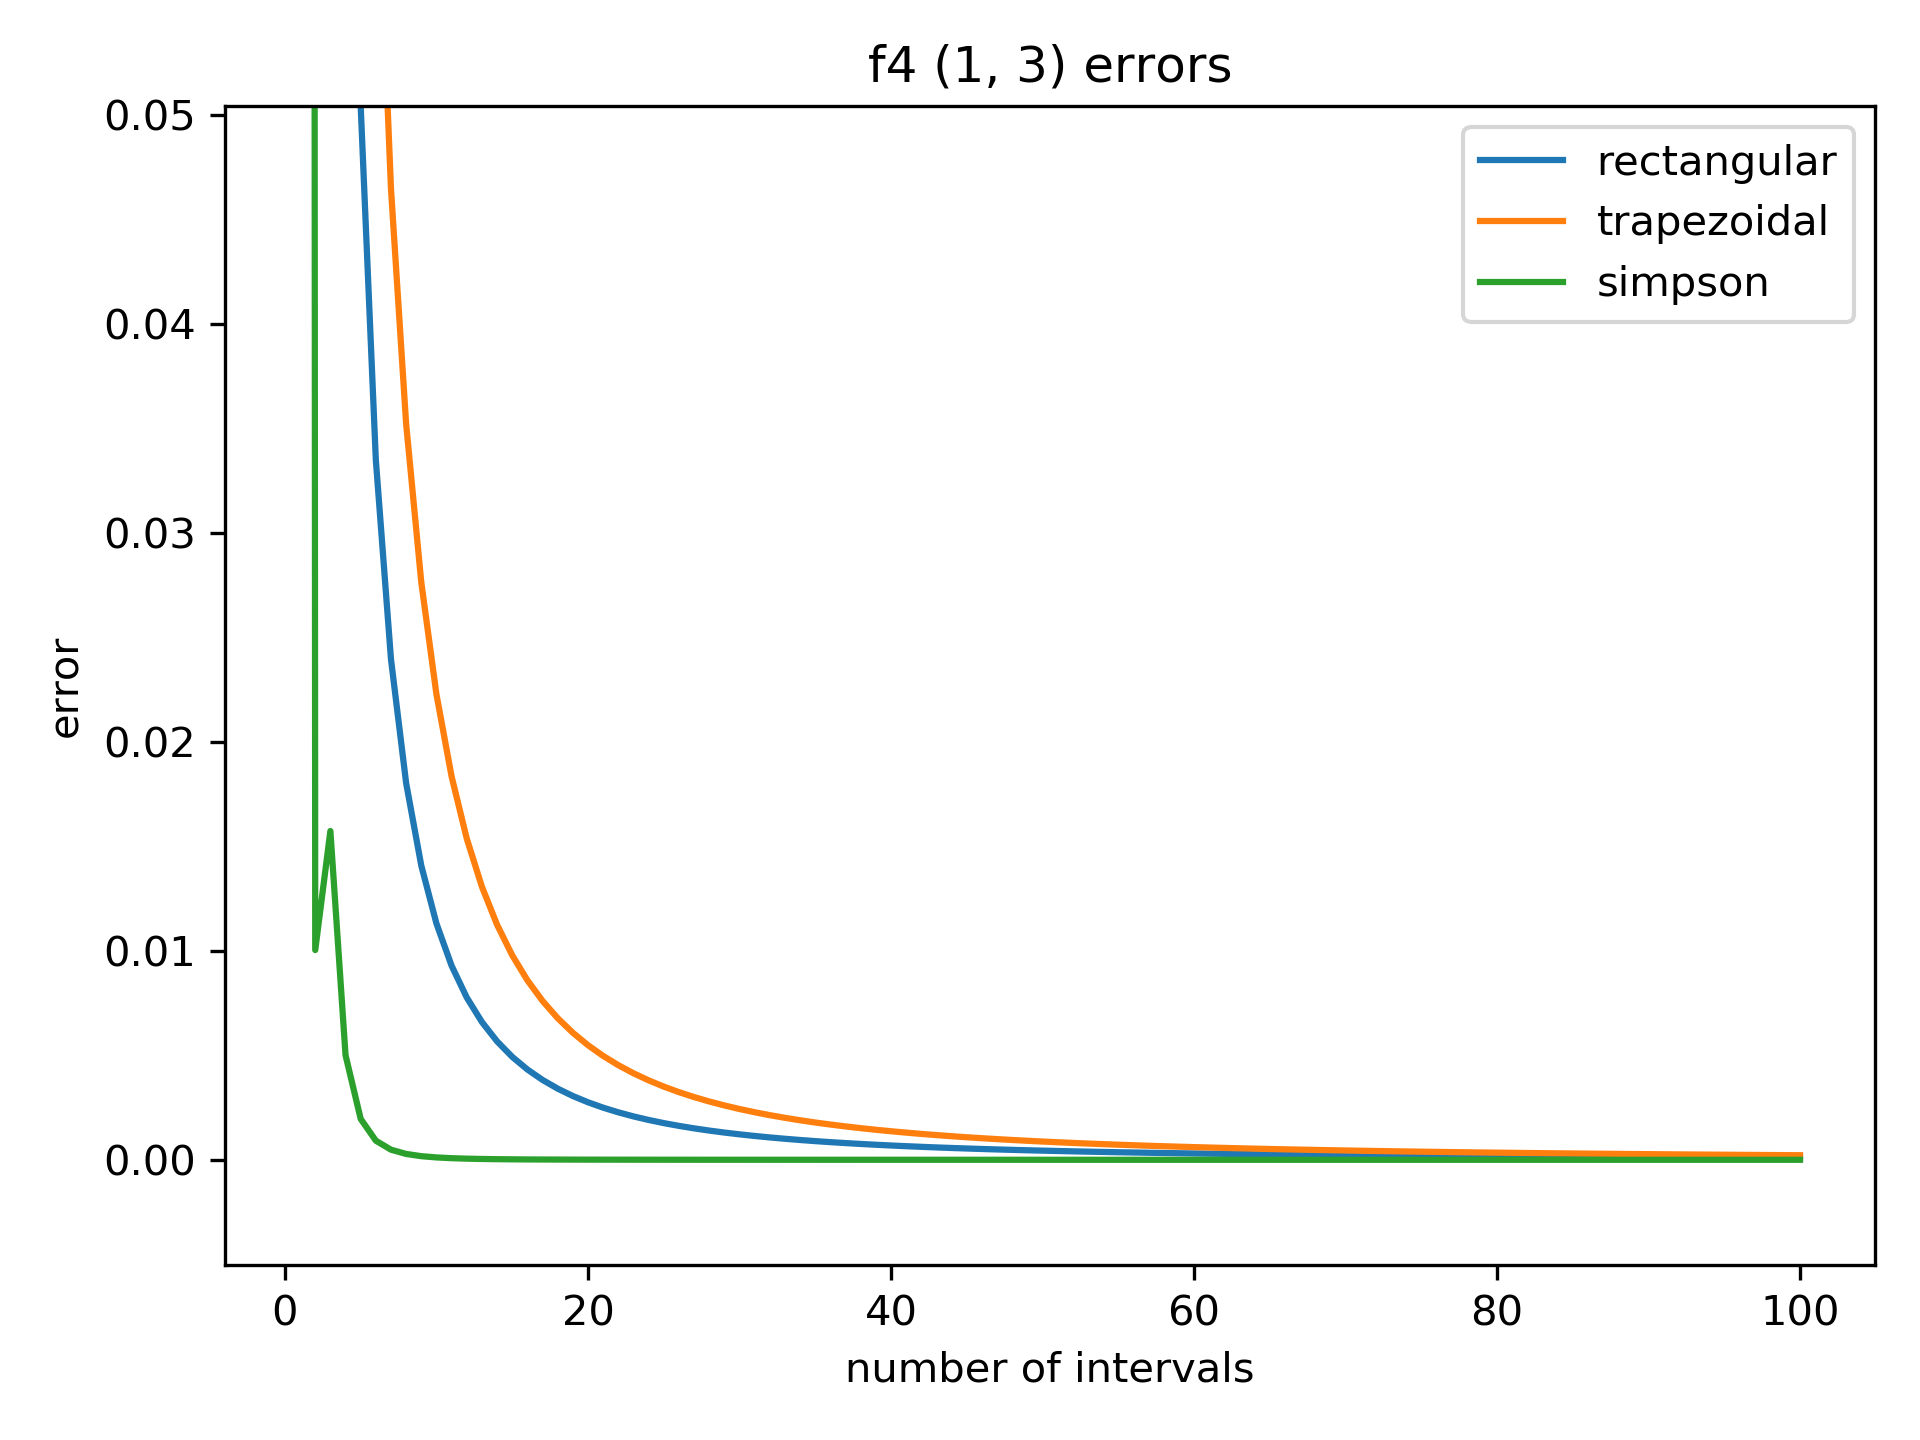 f4 (1, 3) errors
0.05
0.04
0.03
0.02
0.01
0.00
error
rectangular
trapezoidal
simpson
0 20 40 60 80 100
number of intervals